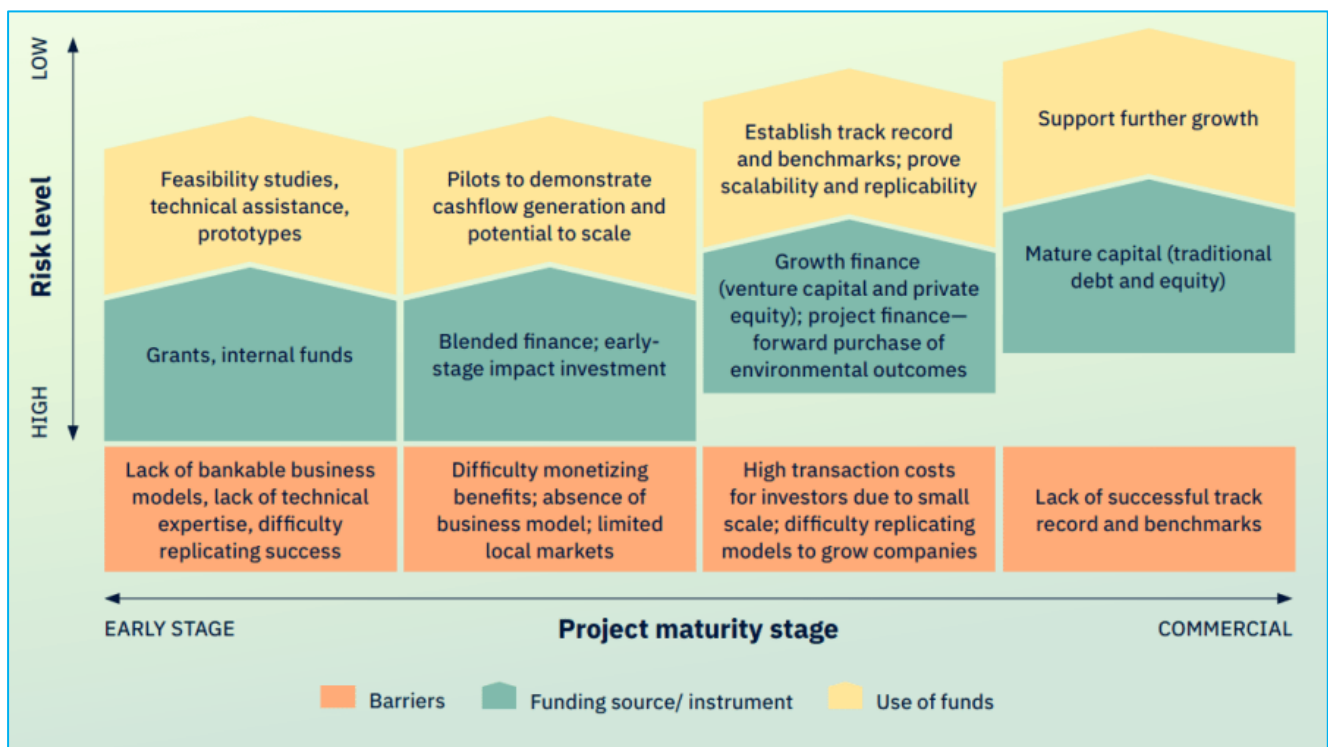 LOW
Risk level
HIGH
Feasibility studies,
technical assistance,
prototypes
Grants, internal funds
Lack of bankable business
models, lack of technical
expertise, difficulty
replicating success
Pilots to demonstrate
cashflow generation and
potential to scale
Blended finance; early-
stage impact investment
Difficulty monetizing
benefits; absence of
business model; limited
local markets
Establish track record
and benchmarks; prove
scalability and replicability
Growth finance
(venture capital and private
equity); project finance—
forward purchase of
environmental outcomes
High transaction costs
for investors due to small
scale; difficulty replicating
models to grow companies
Support further growth
Mature capital (traditional
debt and equity)
Lack of successful track
record and benchmarks
EARLY STAGE
Project maturity stage
COMMERCIAL
Barriers
Funding source/ instrument
Use of funds